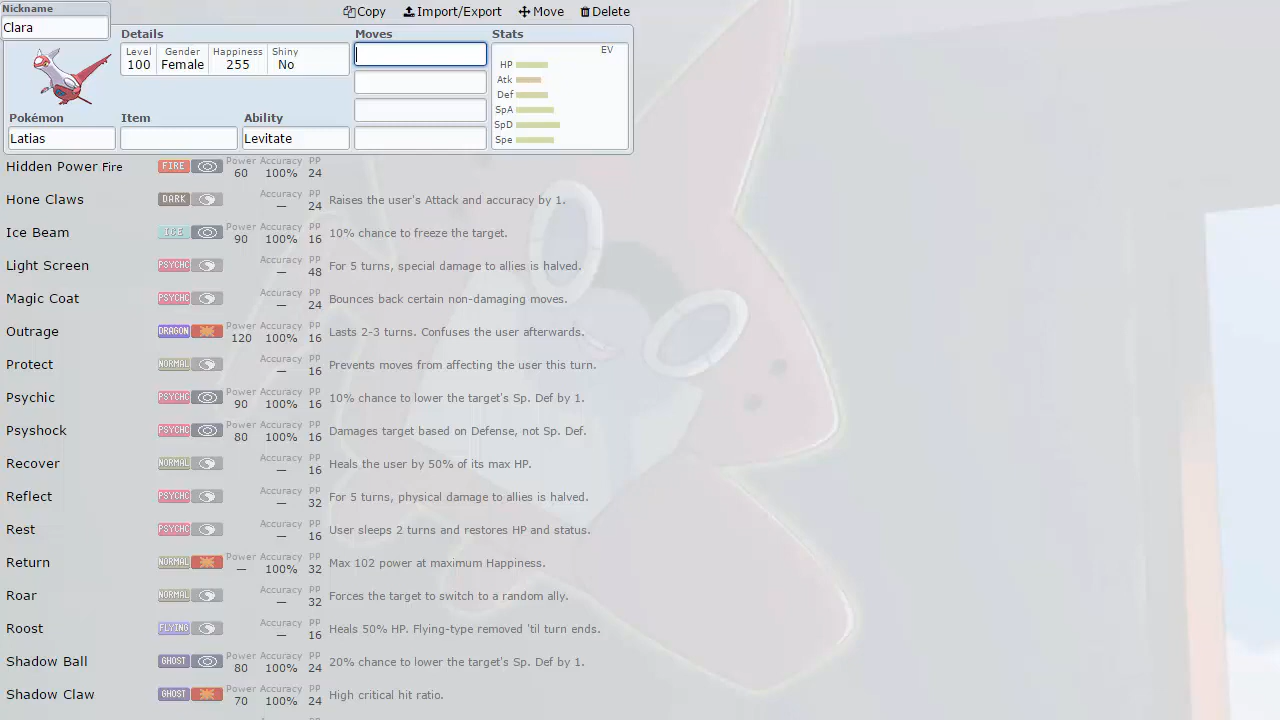 Nickname
Copy Import/Export Move Delete
Clara
Details Moves Stats
Level Gender Happiness Shiny
100 Female 255 No
EV
HP
Atk
Def
SpA
SpD
Spe
Pokémon Item Ability
Latias Levitate
Hidden Power Fire FIRE Power 60 Accuracy 100% PP 24
Hone Claws DARK Accuracy — PP 24 Raises the user's Attack and accuracy by 1.
Ice Beam ICE Power 90 Accuracy 100% PP 16 10% chance to freeze the target.
Light Screen PSYCHC Accuracy — PP 48 For 5 turns, special damage to allies is halved.
Magic Coat PSYCHC Accuracy — PP 24 Bounces back certain non-damaging moves.
Outrage DRAGON Power 120 Accuracy 100% PP 16 Lasts 2-3 turns. Confuses the user afterwards.
Protect NORMAL Accuracy — PP 16 Prevents moves from affecting the user this turn.
Psychic PSYCHC Power 90 Accuracy 100% PP 16 10% chance to lower the target's Sp. Def by 1.
Psyshock PSYCHC Power 80 Accuracy 100% PP 16 Damages target based on Defense, not Sp. Def.
Recover NORMAL Accuracy — PP 16 Heals the user by 50% of its max HP.
Reflect PSYCHC Accuracy — PP 32 For 5 turns, physical damage to allies is halved.
Rest PSYCHC Accuracy — PP 16 User sleeps 2 turns and restores HP and status.
Return NORMAL Power — Accuracy 100% PP 32 Max 102 power at maximum Happiness.
Roar NORMAL Accuracy — PP 32 Forces the target to switch to a random ally.
Roost FLYING Accuracy — PP 16 Heals 50% HP. Flying-type removed 'til turn ends.
Shadow Ball GHOST Power 80 Accuracy 100% PP 24 20% chance to lower the target's Sp. Def by 1.
Shadow Claw GHOST Power 70 Accuracy 100% PP 24 High critical hit ratio.